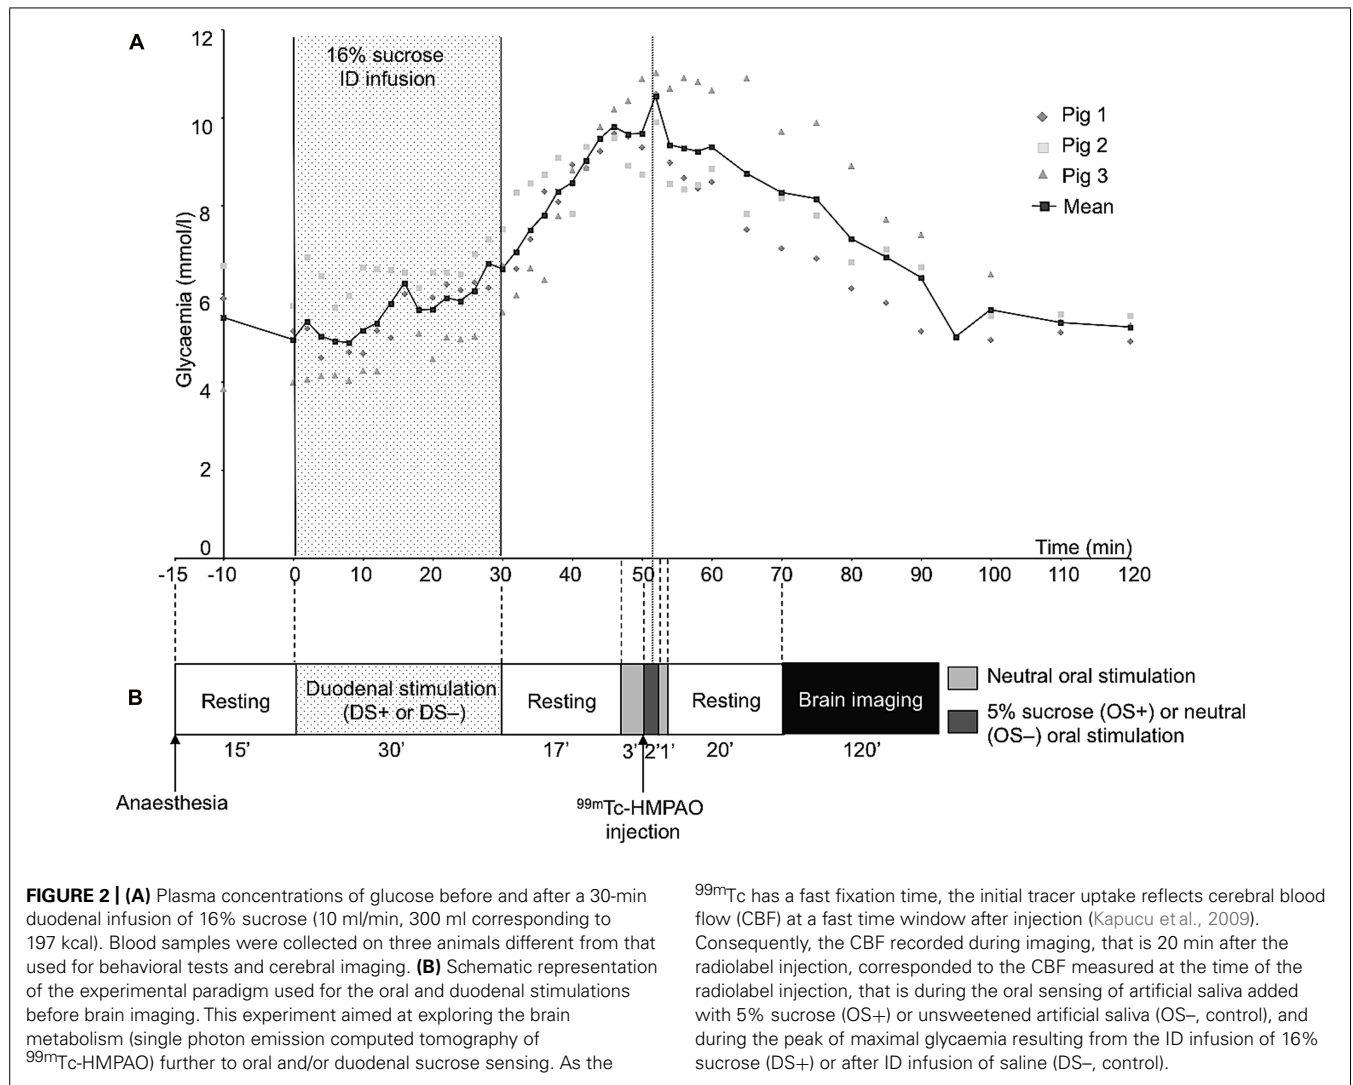 A
12
10
8
6
4
2
0
Glycaemia (mmol/l)
16% sucrose
ID infusion
Pig 1
Pig 2
Pig 3
Mean
Time (min)
-15 -10 0 10 20 30 40 50 60 70 80 90 100 110 120
B
Resting
Duodenal stimulation
(DS+ or DS–)
Resting
Resting
Brain imaging
15’ 30’ 17’ 3’ 2’ 1’ 20’ 120’
Neutral oral stimulation
5% sucrose (OS+) or neutral
(OS–) oral stimulation
Anaesthesia
99mTc-HMPAO
injection
FIGURE 2 | (A) Plasma concentrations of glucose before and after a 30-min
duodenal infusion of 16% sucrose (10 ml/min, 300 ml corresponding to
197 kcal). Blood samples were collected on three animals different from that
used for behavioral tests and cerebral imaging. (B) Schematic representation
of the experimental paradigm used for the oral and duodenal stimulations
before brain imaging. This experiment aimed at exploring the brain
metabolism (single photon emission computed tomography of
99mTc-HMPAO) further to oral and/or duodenal sucrose sensing. As the
99mTc has a fast fixation time, the initial tracer uptake reflects cerebral blood
flow (CBF) at a fast time window after injection (Kapucu et al., 2009).
Consequently, the CBF recorded during imaging, that is 20 min after the
radiolabel injection, corresponded to the CBF measured at the time of the
radiolabel injection, that is during the oral sensing of artificial saliva added
with 5% sucrose (OS+) or unsweetened artificial saliva (OS–, control), and
during the peak of maximal glycaemia resulting from the ID infusion of 16%
sucrose (DS+) or after ID infusion of saline (DS–, control).